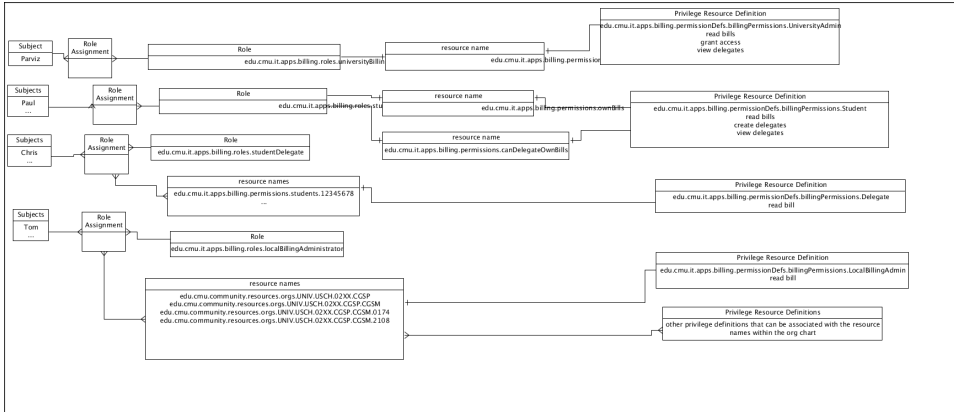 Privilege Resource Definition
edu.cmu.it.apps.billing.permissionDefs.billingPermissions.UniversityAdmin
read bills
grant access
view delegates
Subject
Parviz
Role
Assignment
Role
edu.cmu.it.apps.billing.roles.universityBillin
resource name
edu.cmu.it.apps.billing.permission
Subjects
Paul
...
Role
Assignment
Role
edu.cmu.it.apps.billing.roles.stu
resource name
edu.cmu.it.apps.billing.permissions.ownBills
Privilege Resource Definition
edu.cmu.it.apps.billing.permissionDefs.billingPermissions.Student
read bills
create delegates
view delegates
Subjects
Chris
...
Role
Assignment
Role
edu.cmu.it.apps.billing.roles.studentDelegate
resource name
edu.cmu.it.apps.billing.permissions.canDelegateOwnBills
resource names
edu.cmu.it.apps.billing.permissions.students.12345678
...
Privilege Resource Definition
edu.cmu.it.apps.billing.permissionDefs.billingPermissions.Delegate
read bill
Subjects
Tom
...
Role
Assignment
Role
edu.cmu.it.apps.billing.roles.localBillingAdministrator
resource names
edu.cmu.community.resources.orgs.UNIV.USCH.02XX.CGSP
edu.cmu.community.resources.orgs.UNIV.USCH.02XX.CGSP.CGSM
edu.cmu.community.resources.orgs.UNIV.USCH.02XX.CGSP.CGSM.0174
edu.cmu.community.resources.orgs.UNIV.USCH.02XX.CGSP.CGSM.2108
Privilege Resource Definition
edu.cmu.it.apps.billing.permissionDefs.billingPermissions.LocalBillingAdmin
read bill
Privilege Resource Definitions
other privilege definitions that can be associated with the resource
names within the org chart